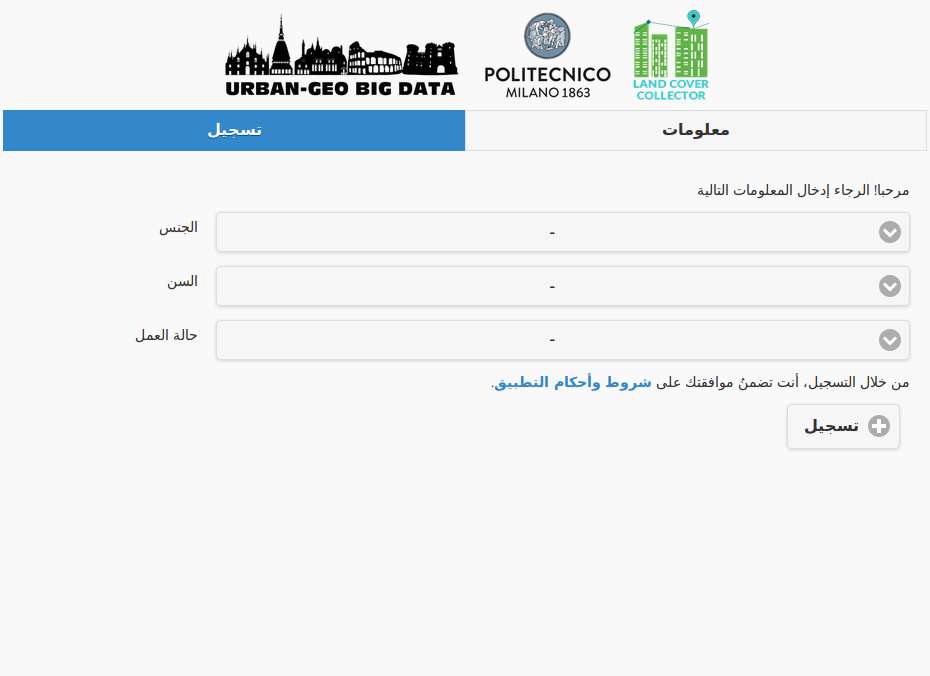 URBAN-GEO BIG DATA
POLITECNICO
MILANO 1863
LAND COVER
COLLECTOR
معلومات
تسجيل
مرحبا! الرجاء إدخال المعلومات التالية
الجنس
-
السن
-
حالة العمل
-
من خلال التسجيل، أنت تضمنُ موافقتك على شروط وأحكام التطبيق.
تسجيل